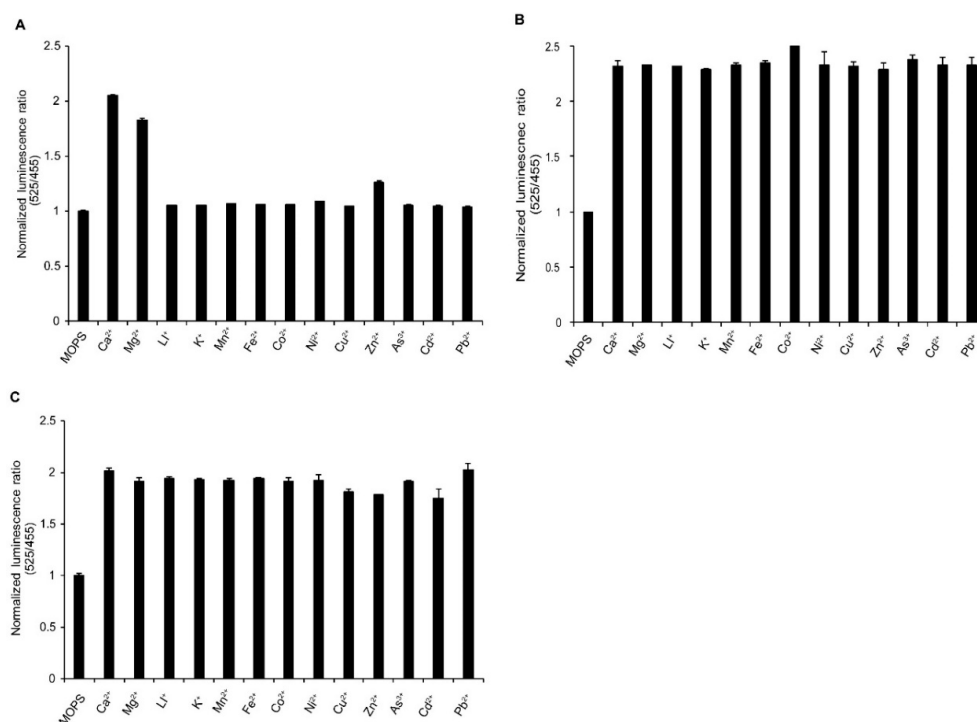 A
Normalized luminescence ratio
(525/455)
2.5
2
1.5
1
0.5
0
MOPS Ca²⁺ Mg²⁺ LI⁺ K⁺ Mn²⁺ Fe²⁺ Co²⁺ Ni²⁺ Cu²⁺ Zn²⁺ As³⁺ Cd²⁺ Pb²⁺
B
Normalized luminescnec ratio
(525/455)
2.5
2
1.5
1
0.5
0
MOPS Ca²⁺ Mg²⁺ LI⁺ K⁺ Mn²⁺ Fe²⁺ Co²⁺ Ni²⁺ Cu²⁺ Zn²⁺ As³⁺ Cd²⁺ Pb²⁺
C
Normalized luminescence ratio
(525/455)
2.5
2
1.5
1
0.5
0
MOPS Ca²⁺ Mg²⁺ LI⁺ K⁺ Mn²⁺ Fe²⁺ Co²⁺ Ni²⁺ Cu²⁺ Zn²⁺ As³⁺ Cd²⁺ Pb²⁺